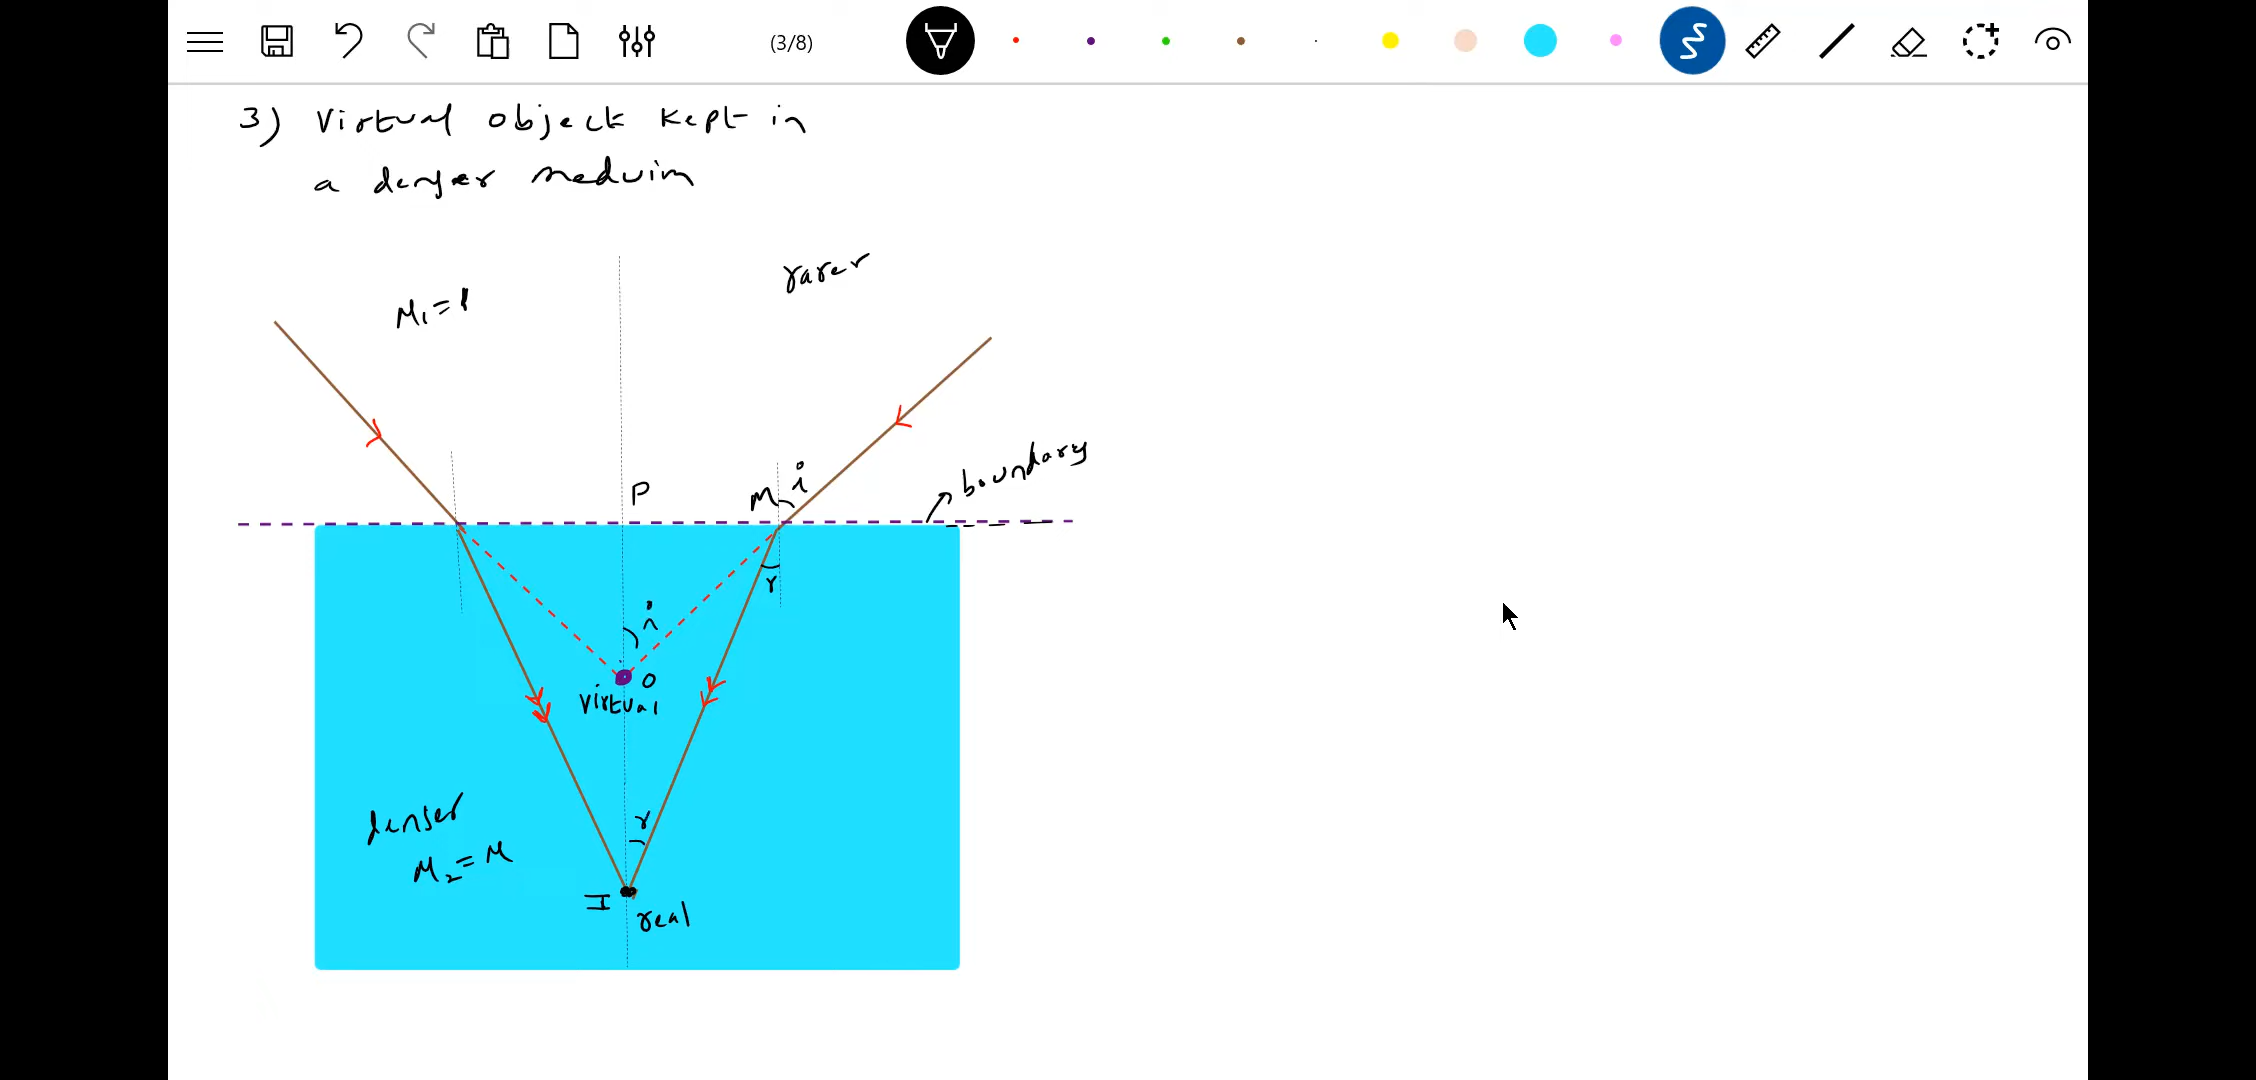 (3/8)
3) Virtual object kept in
a denser meduim
rarer
μ₁ = 1
boundary
P
M
i
r
i
O
virtual
denser
r
μ₂ = μ
I
real